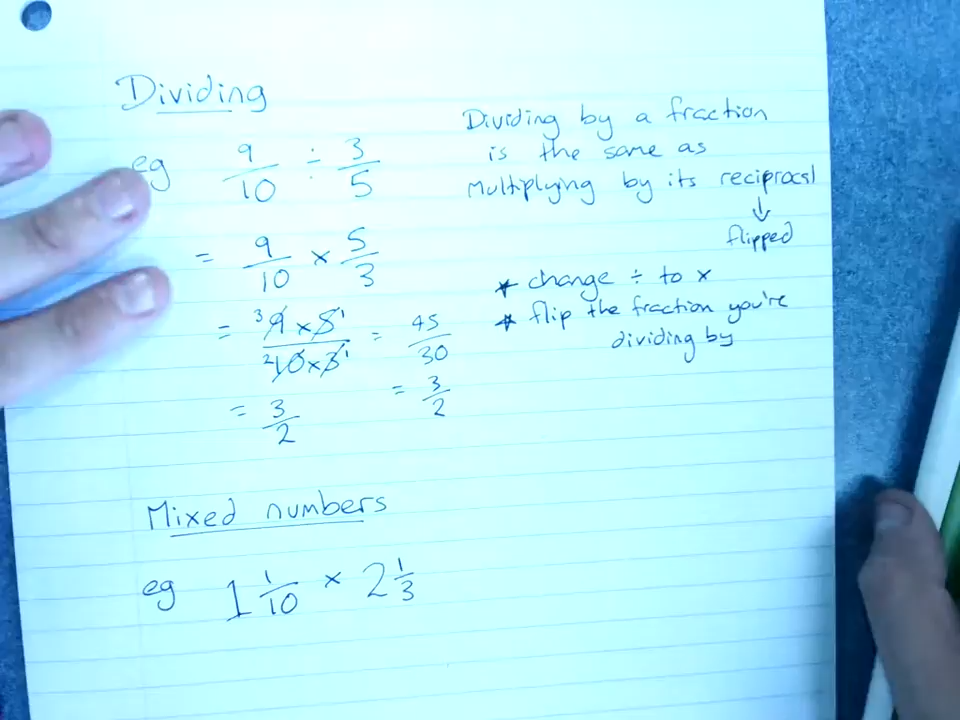 Dividing
eg 9/10 ÷ 3/5
= 9/10 × 5/3
= ³9 × 5¹ / ²10 × 3¹ = 45/30
= 3/2 = 3/2
Dividing by a fraction
is the same as
Multiplying by its reciprocal
↓
flipped
* change ÷ to ×
* flip the fraction you're
dividing by
Mixed numbers
eg 1 1/10 × 2 1/3